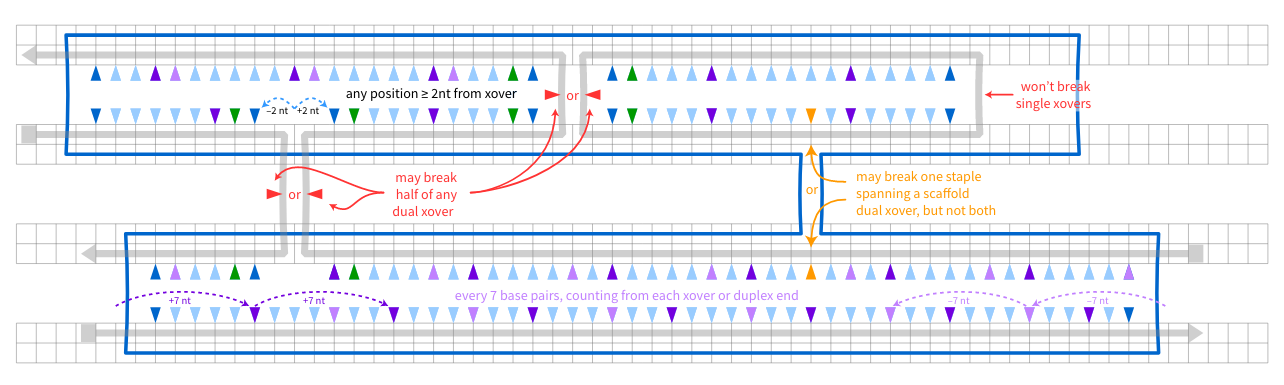 any position ≥ 2nt from xover
or
won't break
single xovers
−2 nt
+2 nt
may break
half of any
dual xover
or
may break one staple
spanning a scaffold
dual xover, but not both
or
every 7 base pairs, counting from each xover or duplex end
+7 nt
+7 nt
−7 nt
−7 nt